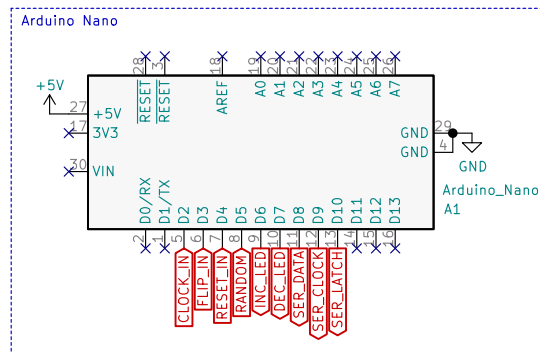 Arduino Nano
28 3 18 19 20 21 22 23 24 25 26
RESET RESET AREF A0 A1 A2 A3 A4 A5 A6 A7
+5V
27 +5V
17 3V3
30 VIN
GND 29
GND 4
GND
Arduino_Nano
A1
D0/RX D1/TX D2 D3 D4 D5 D6 D7 D8 D9 D10 D11 D12 D13
2 1 5 6 7 8 9 10 11 12 13 14 15 16
CLOCK_IN FLIP_IN RESET_IN RANDOM INC_LED DEC_LED SER_DATA SER_CLOCK SER_LATCH